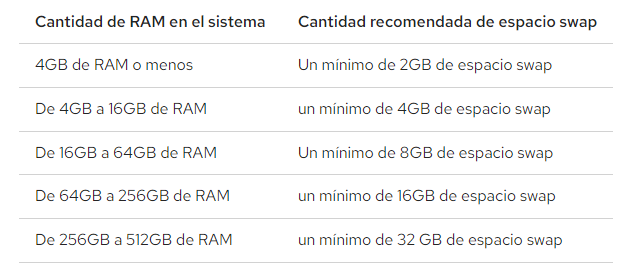 Cantidad de RAM en el sistema Cantidad recomendada de espacio swap
4GB de RAM o menos Un mínimo de 2GB de espacio swap
De 4GB a 16GB de RAM un mínimo de 4GB de espacio swap
De 16GB a 64GB de RAM Un mínimo de 8GB de espacio swap
De 64GB a 256GB de RAM un mínimo de 16GB de espacio swap
De 256GB a 512GB de RAM un mínimo de 32 GB de espacio swap